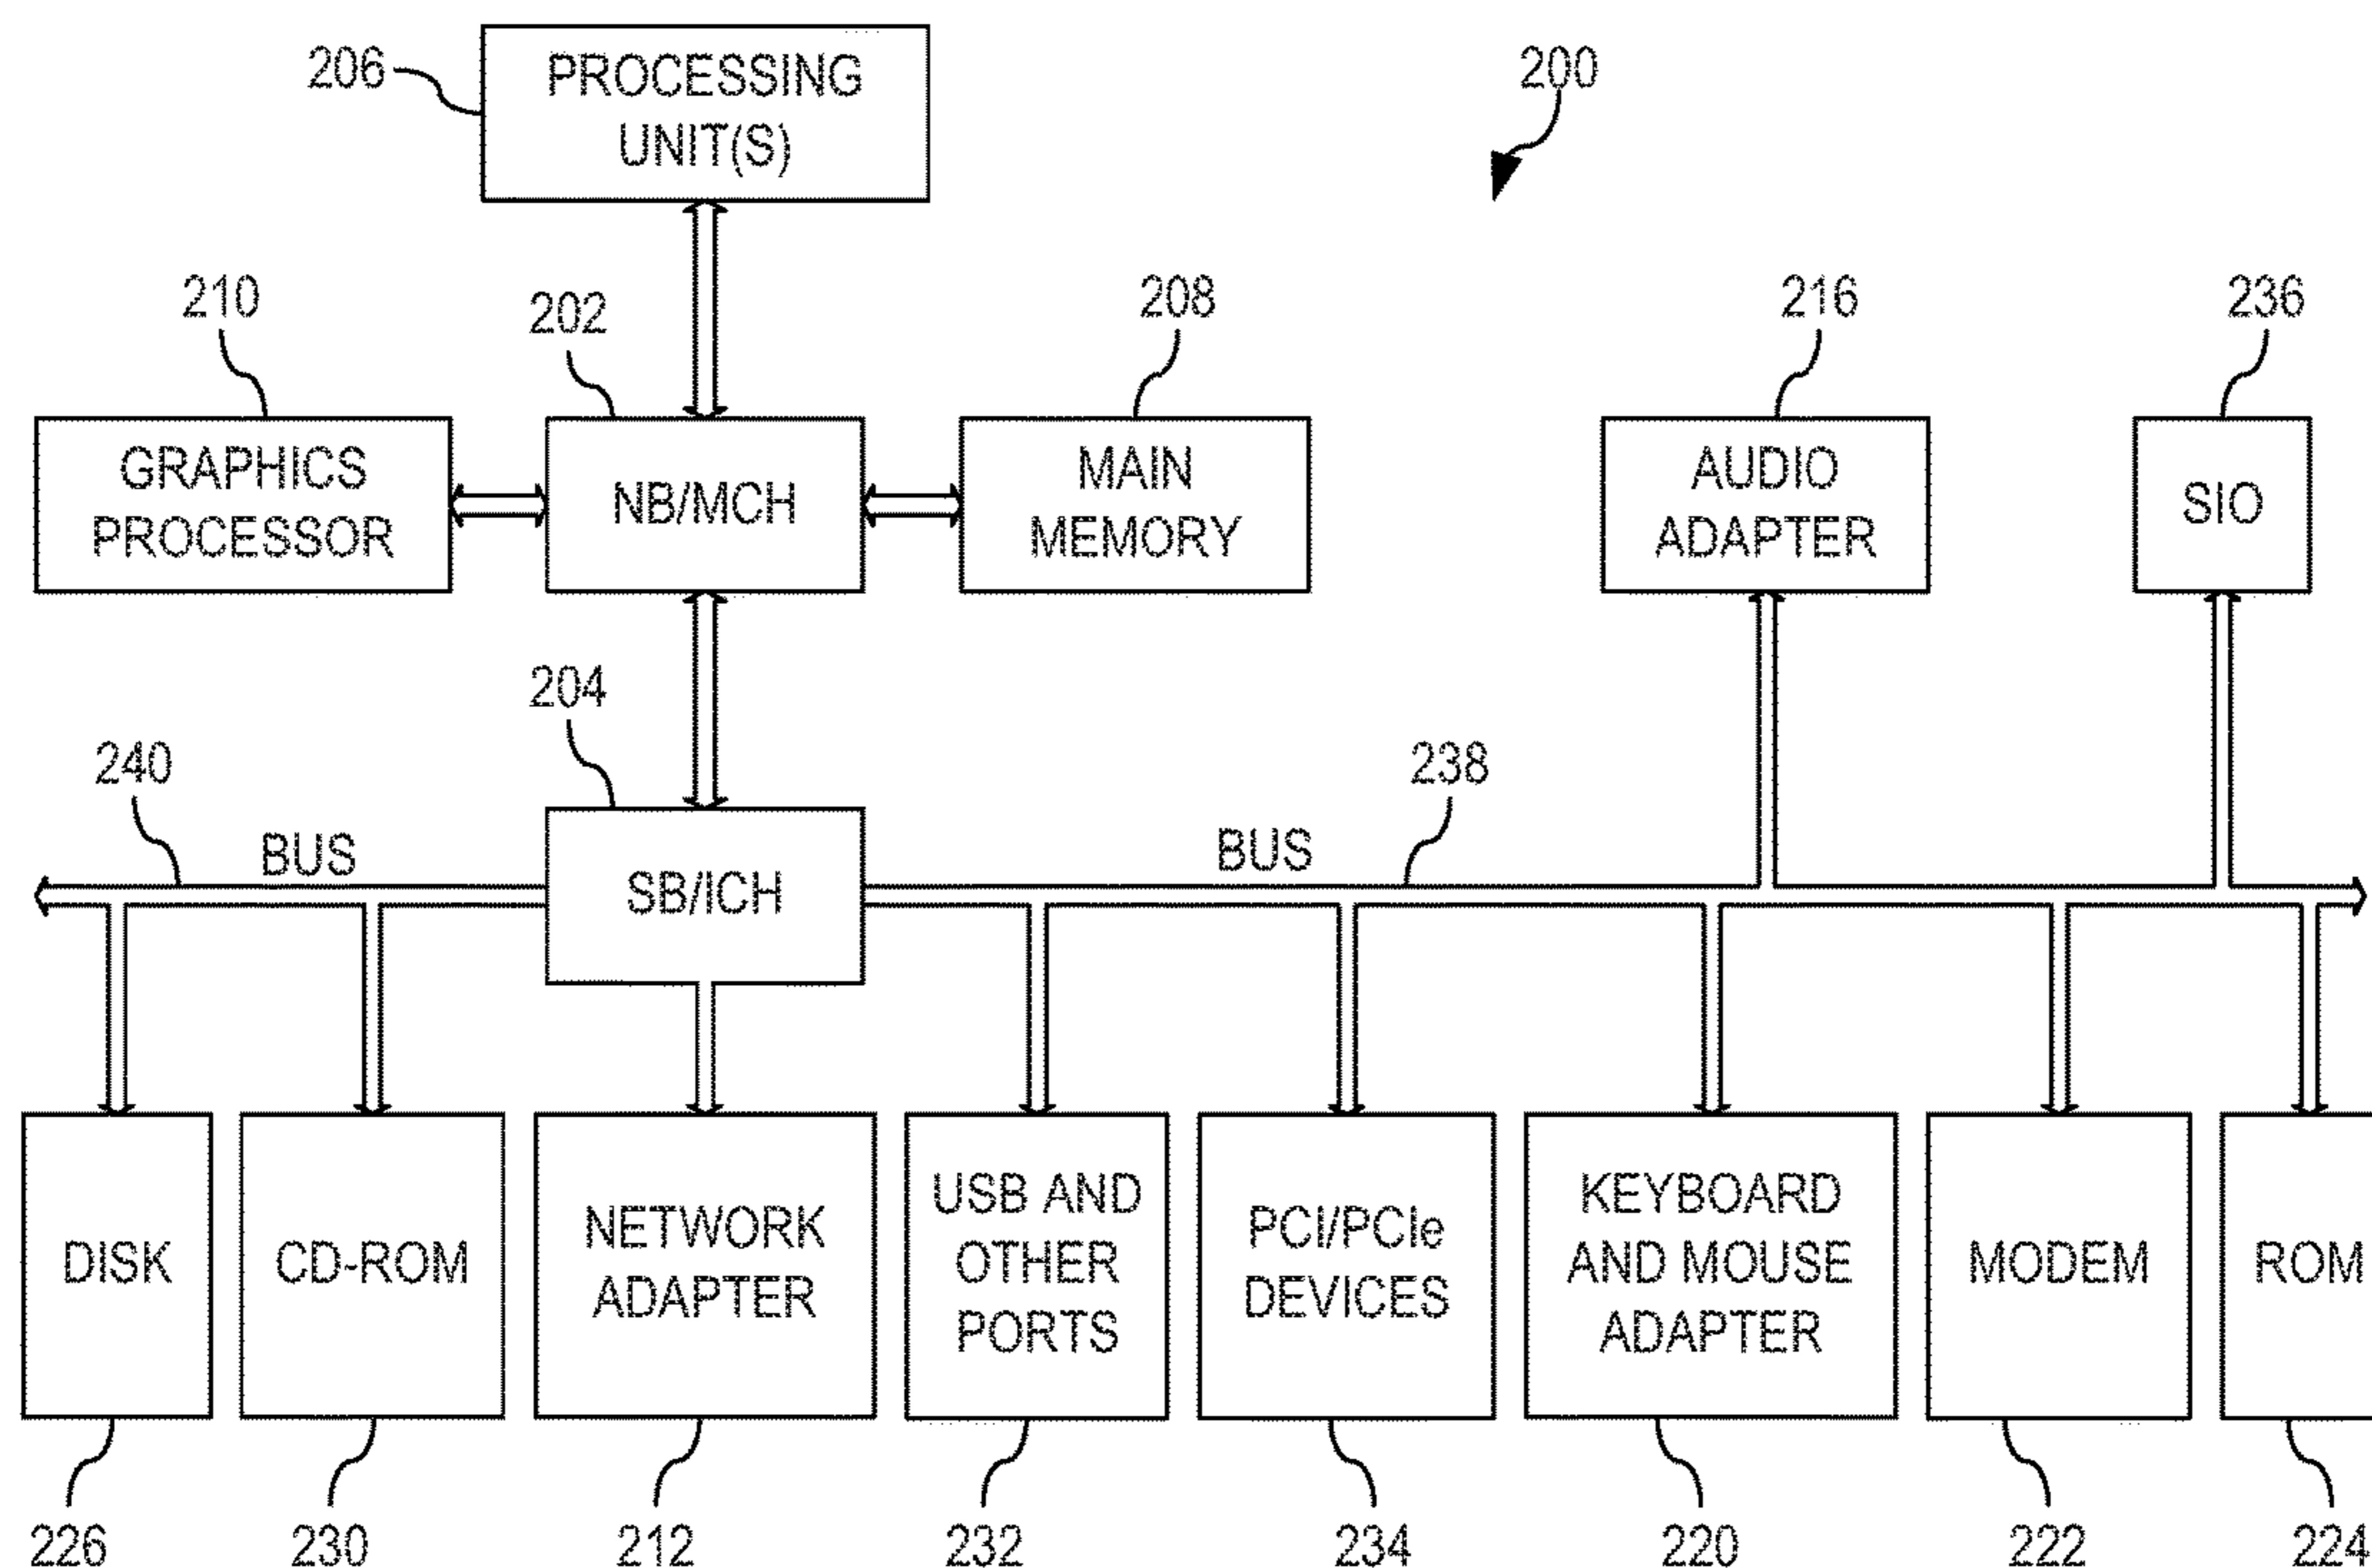 206
PROCESSING
UNIT(S)
200
210
202
208
216
236
GRAPHICS
PROCESSOR
NB/MCH
MAIN
MEMORY
AUDIO
ADAPTER
SIO
204
240
238
BUS
BUS
SB/ICH
DISK
CD-ROM
NETWORK
ADAPTER
USB AND
OTHER
PORTS
PCI/PCIe
DEVICES
KEYBOARD
AND MOUSE
ADAPTER
MODEM
ROM
226
230
212
232
234
220
222
224